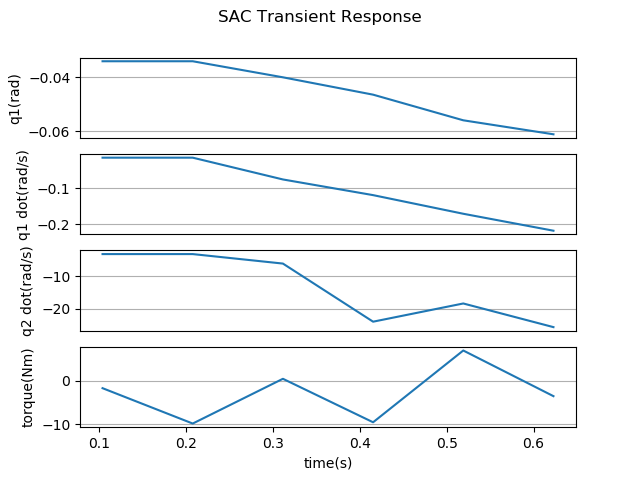 SAC Transient Response
q1(rad)
−0.04
−0.06
q1 dot(rad/s)
−0.1
−0.2
q2 dot(rad/s)
−10
−20
torque(Nm)
0
−10
0.1 0.2 0.3 0.4 0.5 0.6
time(s)